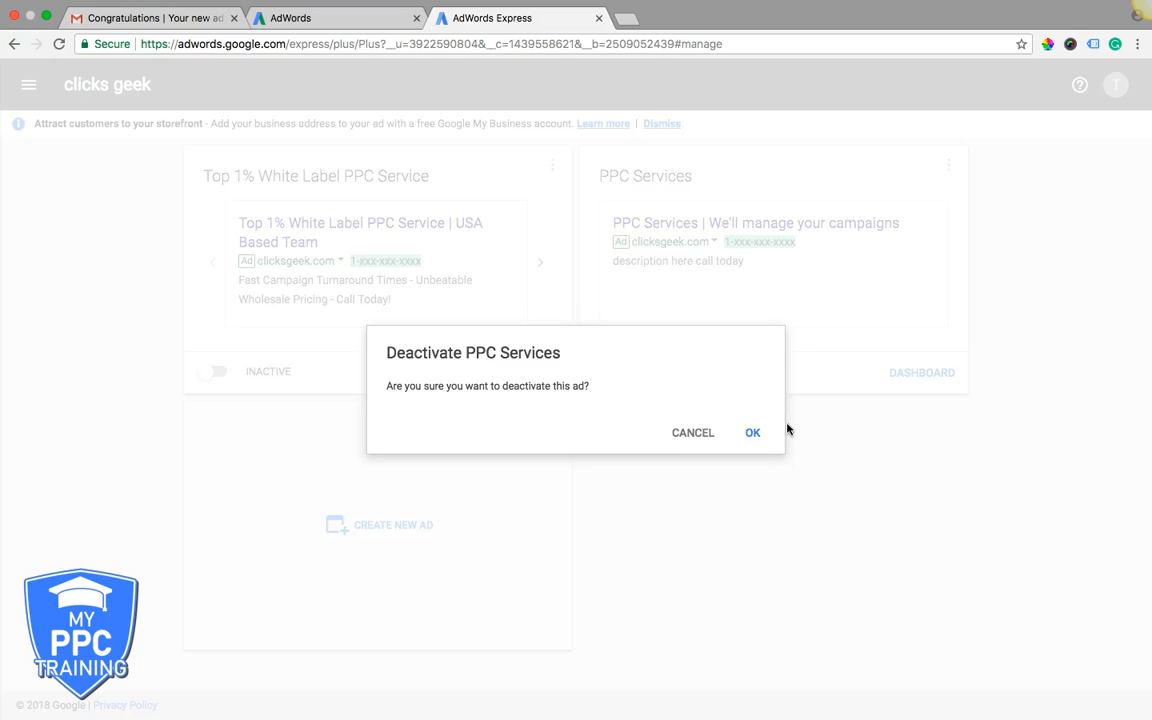 Congratulations | Your new ad
AdWords
AdWords Express
Secure
https://adwords.google.com/express/plus/Plus?__u=3922590804&__c=1439558621&__b=2509052439#manage
clicks geek
T
Attract customers to your storefront - Add your business address to your ad with a free Google My Business account. Learn more | Dismiss
Top 1% White Label PPC Service
Top 1% White Label PPC Service | USA
Based Team
Ad clicksgeek.com 1-xxx-xxx-xxxx
Fast Campaign Turnaround Times - Unbeatable
Wholesale Pricing - Call Today!
INACTIVE
PPC Services
PPC Services | We'll manage your campaigns
Ad clicksgeek.com 1-xxx-xxx-xxxx
description here call today
DASHBOARD
Deactivate PPC Services
Are you sure you want to deactivate this ad?
CANCEL
OK
CREATE NEW AD
MY
PPC
TRAINING
© 2018 Google | Privacy Policy